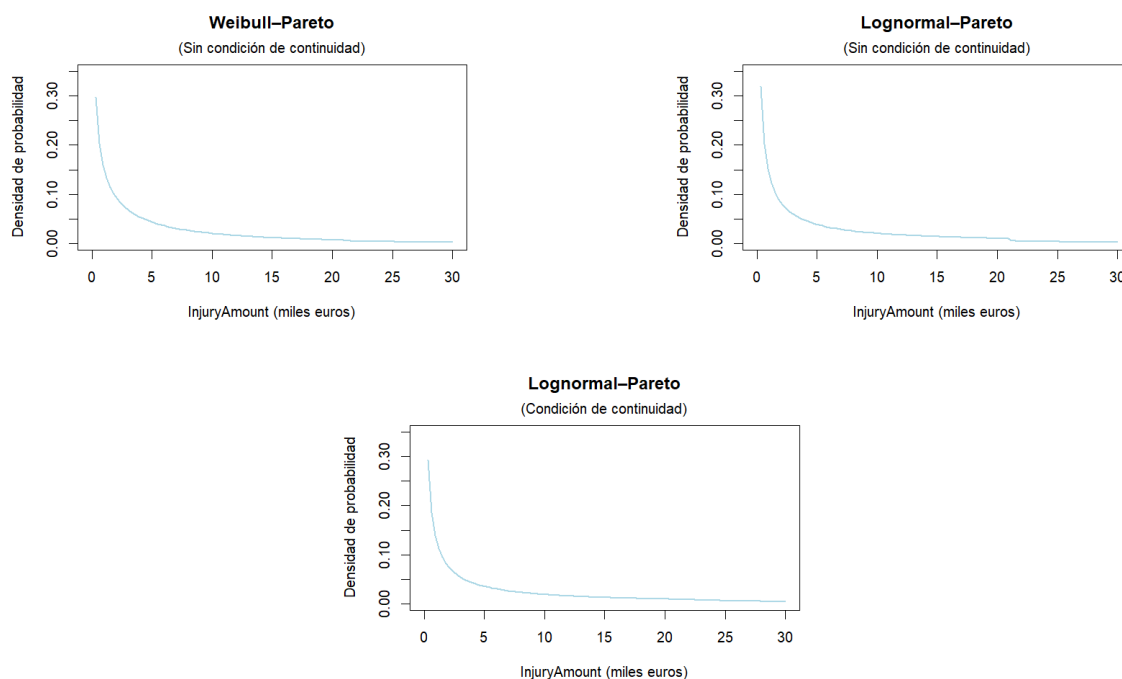 Weibull–Pareto
(Sin condición de continuidad)
Densidad de probabilidad
0.30
0.20
0.10
0.00
0 5 10 15 20 25 30
InjuryAmount (miles euros)
Lognormal–Pareto
(Sin condición de continuidad)
Densidad de probabilidad
0.30
0.20
0.10
0.00
0 5 10 15 20 25 30
InjuryAmount (miles euros)
Lognormal–Pareto
(Condición de continuidad)
Densidad de probabilidad
0.30
0.20
0.10
0.00
0 5 10 15 20 25 30
InjuryAmount (miles euros)